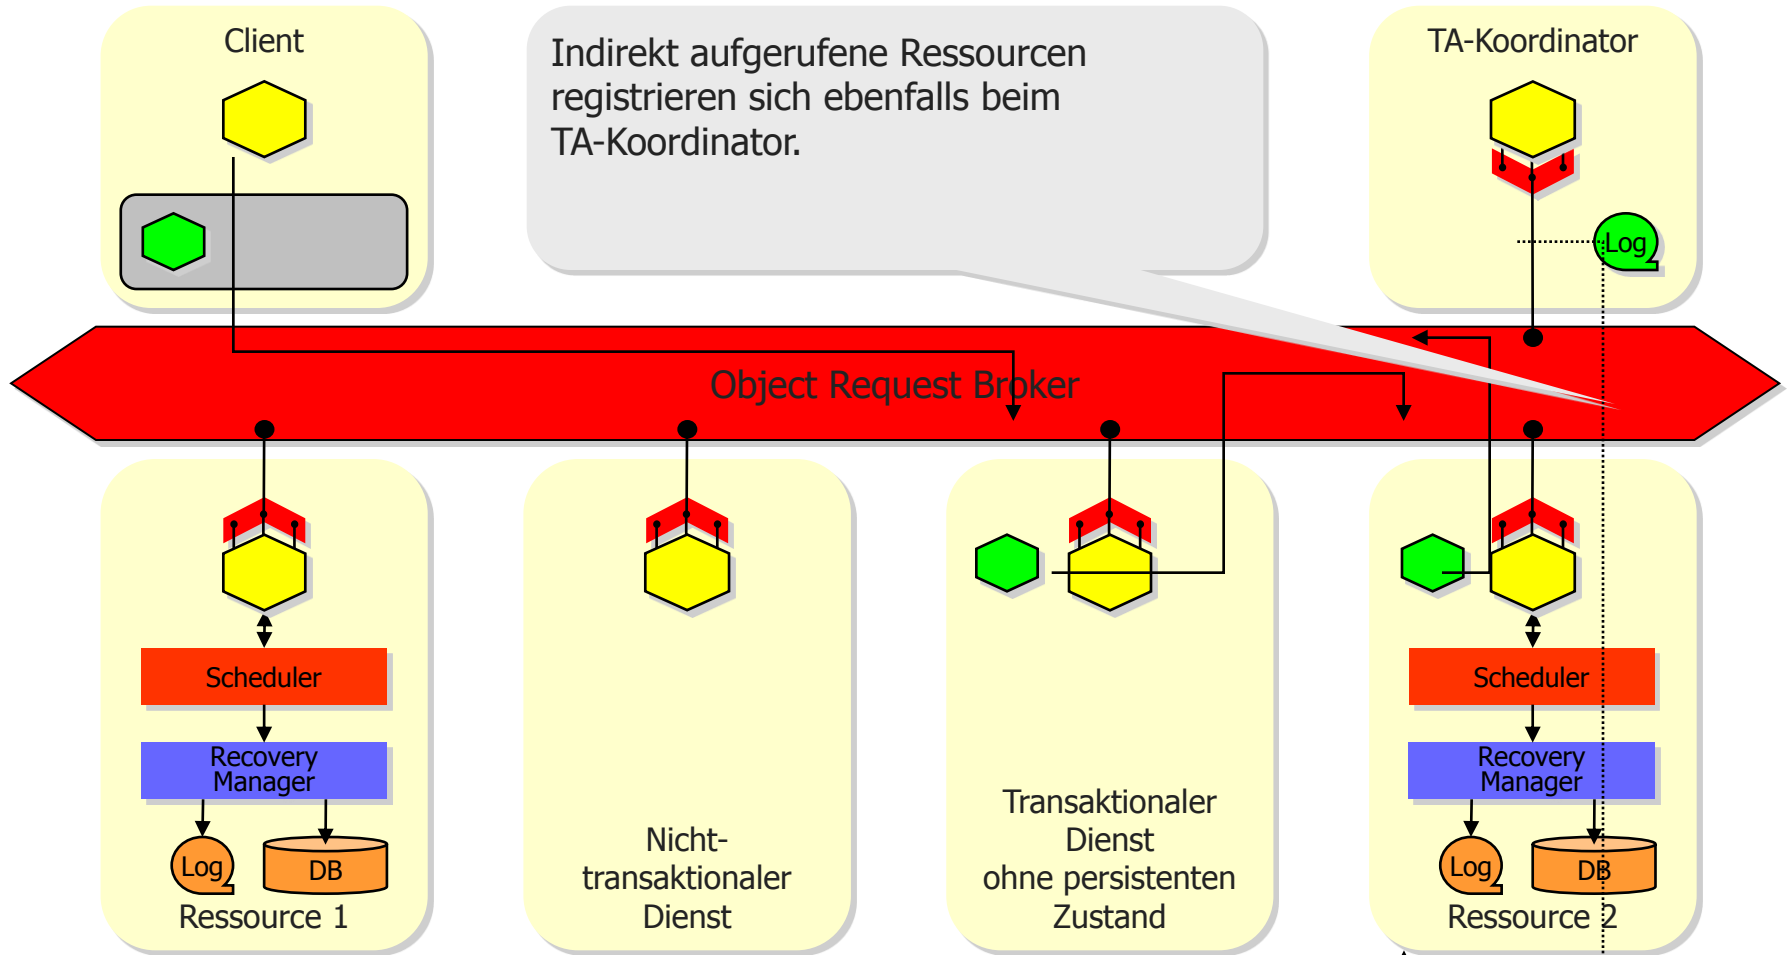 Client
Indirekt aufgerufene Ressourcen
registrieren sich ebenfalls beim
TA-Koordinator.
TA-Koordinator
Log
Object Request Broker
Scheduler
Recovery
Manager
Log
DB
Ressource 1
Nicht-
transaktionaler
Dienst
Transaktionaler
Dienst
ohne persistenten
Zustand
Scheduler
Recovery
Manager
Log
DB
Ressource 2